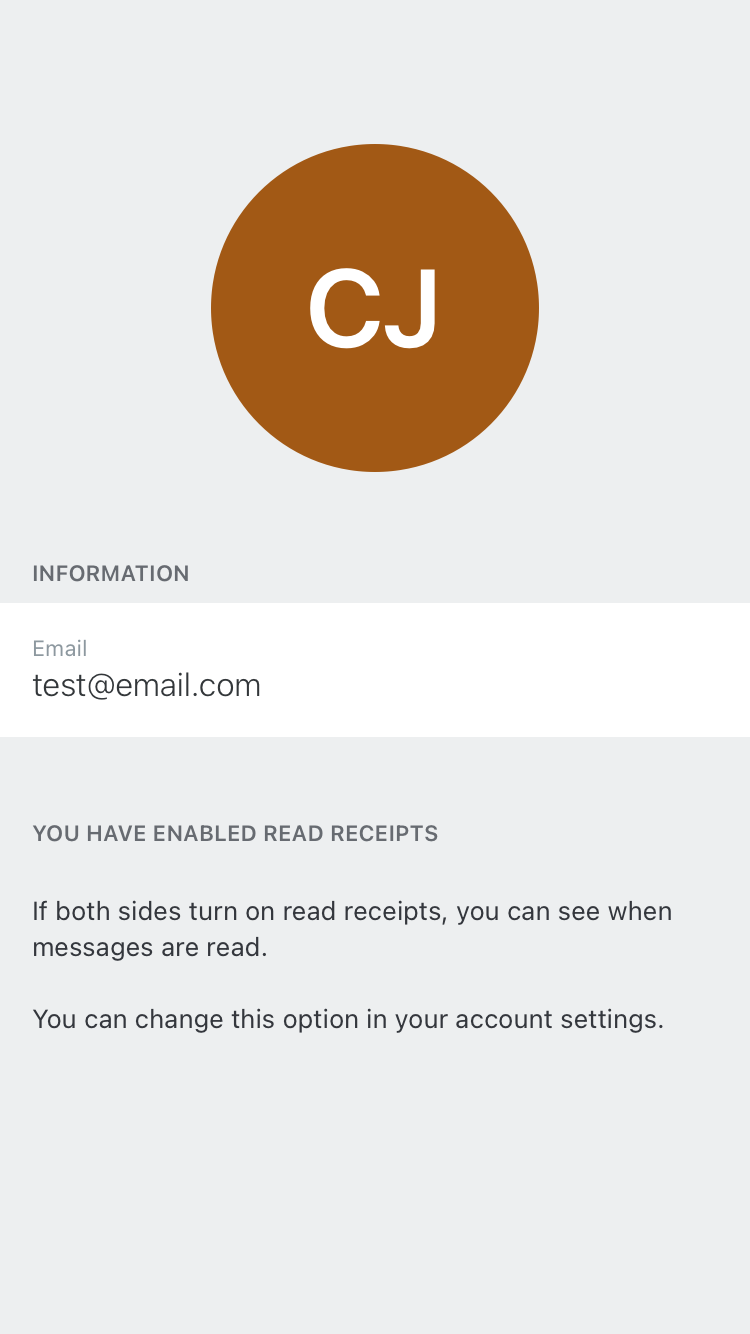 CJ
INFORMATION
Email
test@email.com
YOU HAVE ENABLED READ RECEIPTS
If both sides turn on read receipts, you can see when
messages are read.
You can change this option in your account settings.